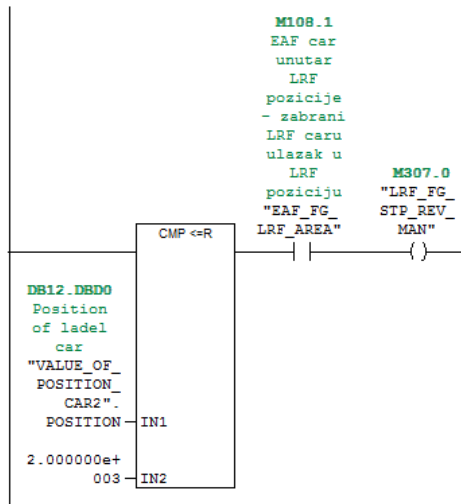 M108.1
EAF car
unutar
LRF
pozicije
- zabrani
LRF caru
ulazak u
LRF
poziciju
"EAF_FG_
LRF_AREA"
M307.0
"LRF_FG_
STP_REV_
MAN"
CMP <=R
DB12.DBD0
Position
of ladel
car
"VALUE_OF_
POSITION_
CAR2".
POSITION
IN1
2.000000e+
003
IN2